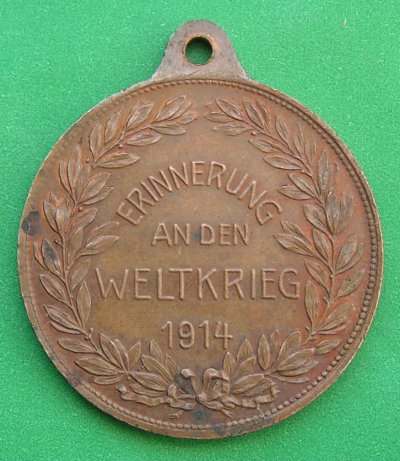 ERINNERUNG
AN DEN
WELTKRIEG
1914